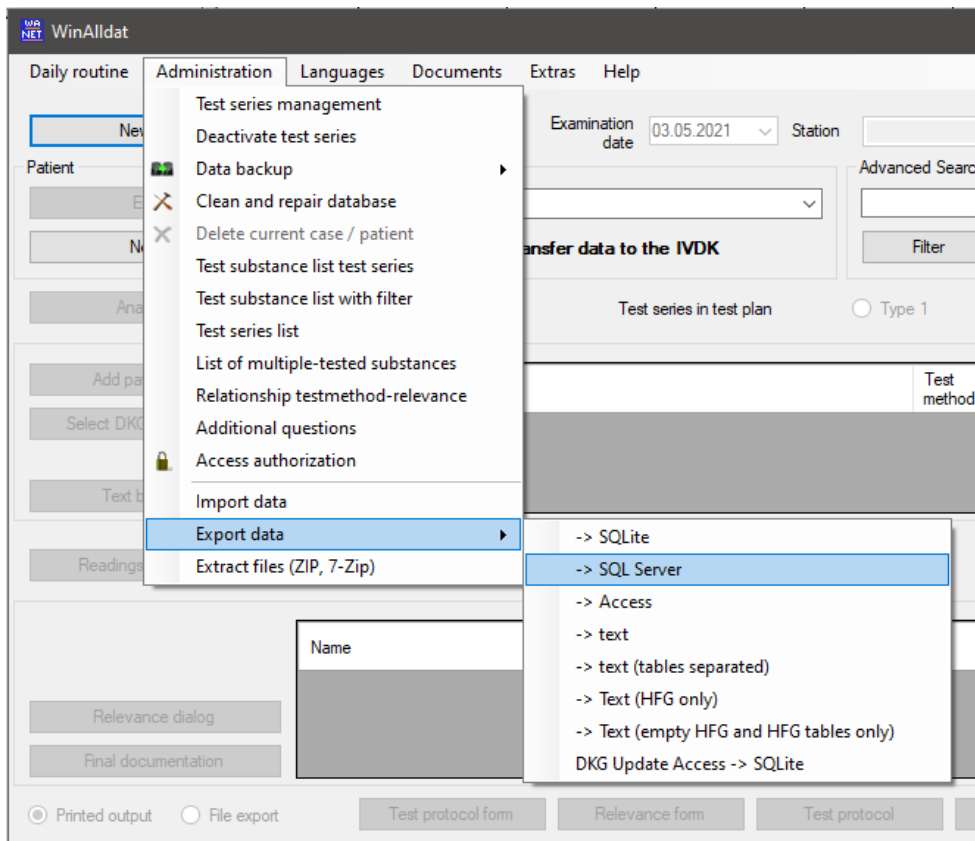 WA
NET
WinAlldat
Daily routine Administration Languages Documents Extras Help
Test series management
Deactivate test series
Data backup
Clean and repair database
Delete current case / patient
Test substance list test series
Test substance list with filter
Test series list
List of multiple-tested substances
Relationship testmethod-relevance
Additional questions
Access authorization
Import data
Export data
Extract files (ZIP, 7-Zip)
-> SQLite
-> SQL Server
-> Access
-> text
-> text (tables separated)
-> Text (HFG only)
-> Text (empty HFG and HFG tables only)
DKG Update Access -> SQLite
Examination
date
03.05.2021
Station
Patient
Advanced Searc
Filter
ansfer data to the IVDK
Test series in test plan
Type 1
Add pa
Select DKG
Text b
Readings
Test
method
Name
Relevance dialog
Final documentation
Printed output
File export
Test protocol form
Relevance form
Test protocol